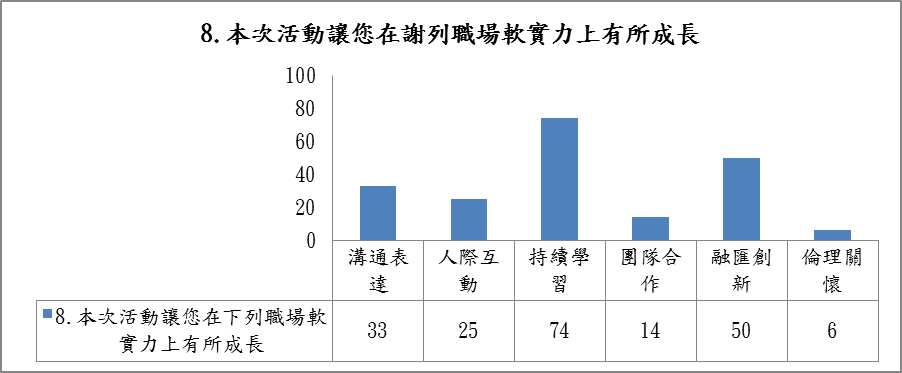 8.本次活動讓您在謝列職場軟實力上有所成長
100
80
60
40
20
0
溝通表
達
人際互
動
持續學
習
團隊合
作
融匯創
新
倫理關
懷
8.本次活動讓您在下列職場軟
實力上有所成長
33
25
74
14
50
6